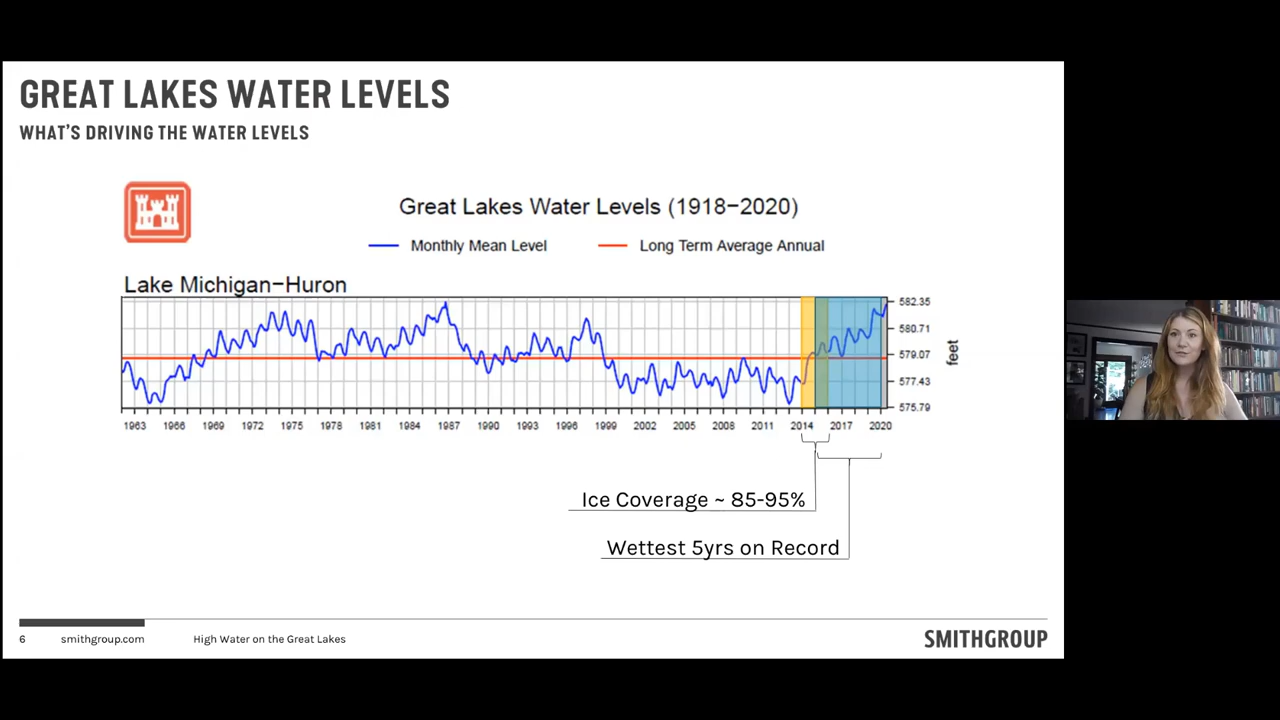 GREAT LAKES WATER LEVELS
WHAT'S DRIVING THE WATER LEVELS
Great Lakes Water Levels (1918−2020)
Monthly Mean Level
Long Term Average Annual
Lake Michigan−Huron
582.35
580.71
579.07
577.43
575.79
feet
1963 1966 1969 1972 1975 1978 1981 1984 1987 1990 1993 1996 1999 2002 2005 2008 2011 2014 2017 2020
Ice Coverage ~ 85-95%
Wettest 5yrs on Record
6 smithgroup.com High Water on the Great Lakes
SMITHGROUP